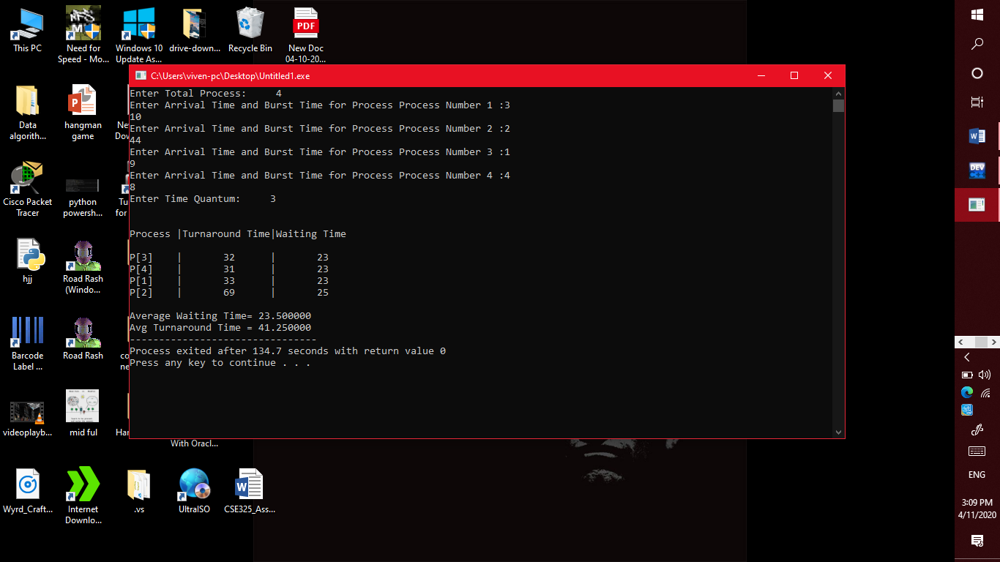 This PC
Need for
Speed - Mo...
Windows 10
Update As...
drive-down...
Recycle Bin
PDF
New Doc
04-10-20...
C:\Users\viven-pc\Desktop\Untitled1.exe
Enter Total Process:     4
Enter Arrival Time and Burst Time for Process Process Number 1 :3
10
Enter Arrival Time and Burst Time for Process Process Number 2 :2
44
Enter Arrival Time and Burst Time for Process Process Number 3 :1
9
Enter Arrival Time and Burst Time for Process Process Number 4 :4
8
Enter Time Quantum:     3
Process |Turnaround Time|Waiting Time
P[3]    |       32      |       23
P[4]    |       31      |       23
P[1]    |       33      |       23
P[2]    |       69      |       25
Average Waiting Time= 23.500000
Avg Turnaround Time = 41.250000
--------------------------------
Process exited after 134.7 seconds with return value 0
Press any key to continue . . .
Data
algorith...
hangman
game
Cisco Packet
Tracer
python
powersh...
hjj
Road Rash
(Windo...
Barcode
Label ...
Road Rash
videoplayb...
mid ful
With Oracl...
Wyrd_Craft...
Internet
Downlo...
.vs
UltraISO
CSE325_Ass...
DEV
ENG
3:09 PM
4/11/2020